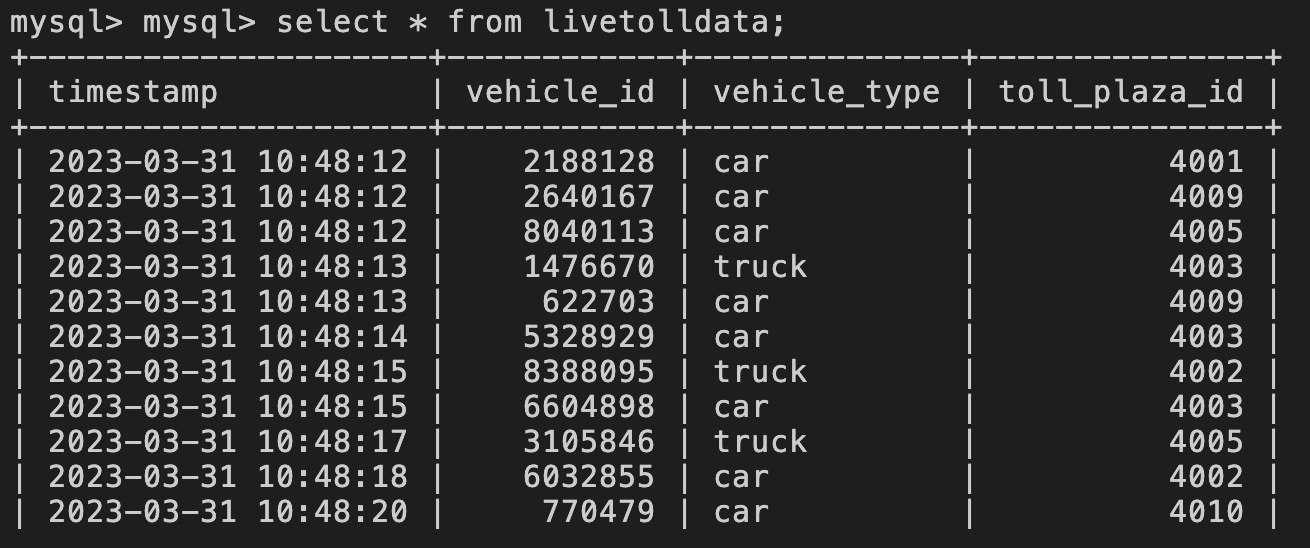 mysql> mysql> select * from livetolldata;
+---------------------+------------+--------------+---------------+
| timestamp           | vehicle_id | vehicle_type | toll_plaza_id |
+---------------------+------------+--------------+---------------+
| 2023-03-31 10:48:12 |    2188128 | car          |          4001 |
| 2023-03-31 10:48:12 |    2640167 | car          |          4009 |
| 2023-03-31 10:48:12 |    8040113 | car          |          4005 |
| 2023-03-31 10:48:13 |    1476670 | truck        |          4003 |
| 2023-03-31 10:48:13 |     622703 | car          |          4009 |
| 2023-03-31 10:48:14 |    5328929 | car          |          4003 |
| 2023-03-31 10:48:15 |    8388095 | truck        |          4002 |
| 2023-03-31 10:48:15 |    6604898 | car          |          4003 |
| 2023-03-31 10:48:17 |    3105846 | truck        |          4005 |
| 2023-03-31 10:48:18 |    6032855 | car          |          4002 |
| 2023-03-31 10:48:20 |     770479 | car          |          4010 |